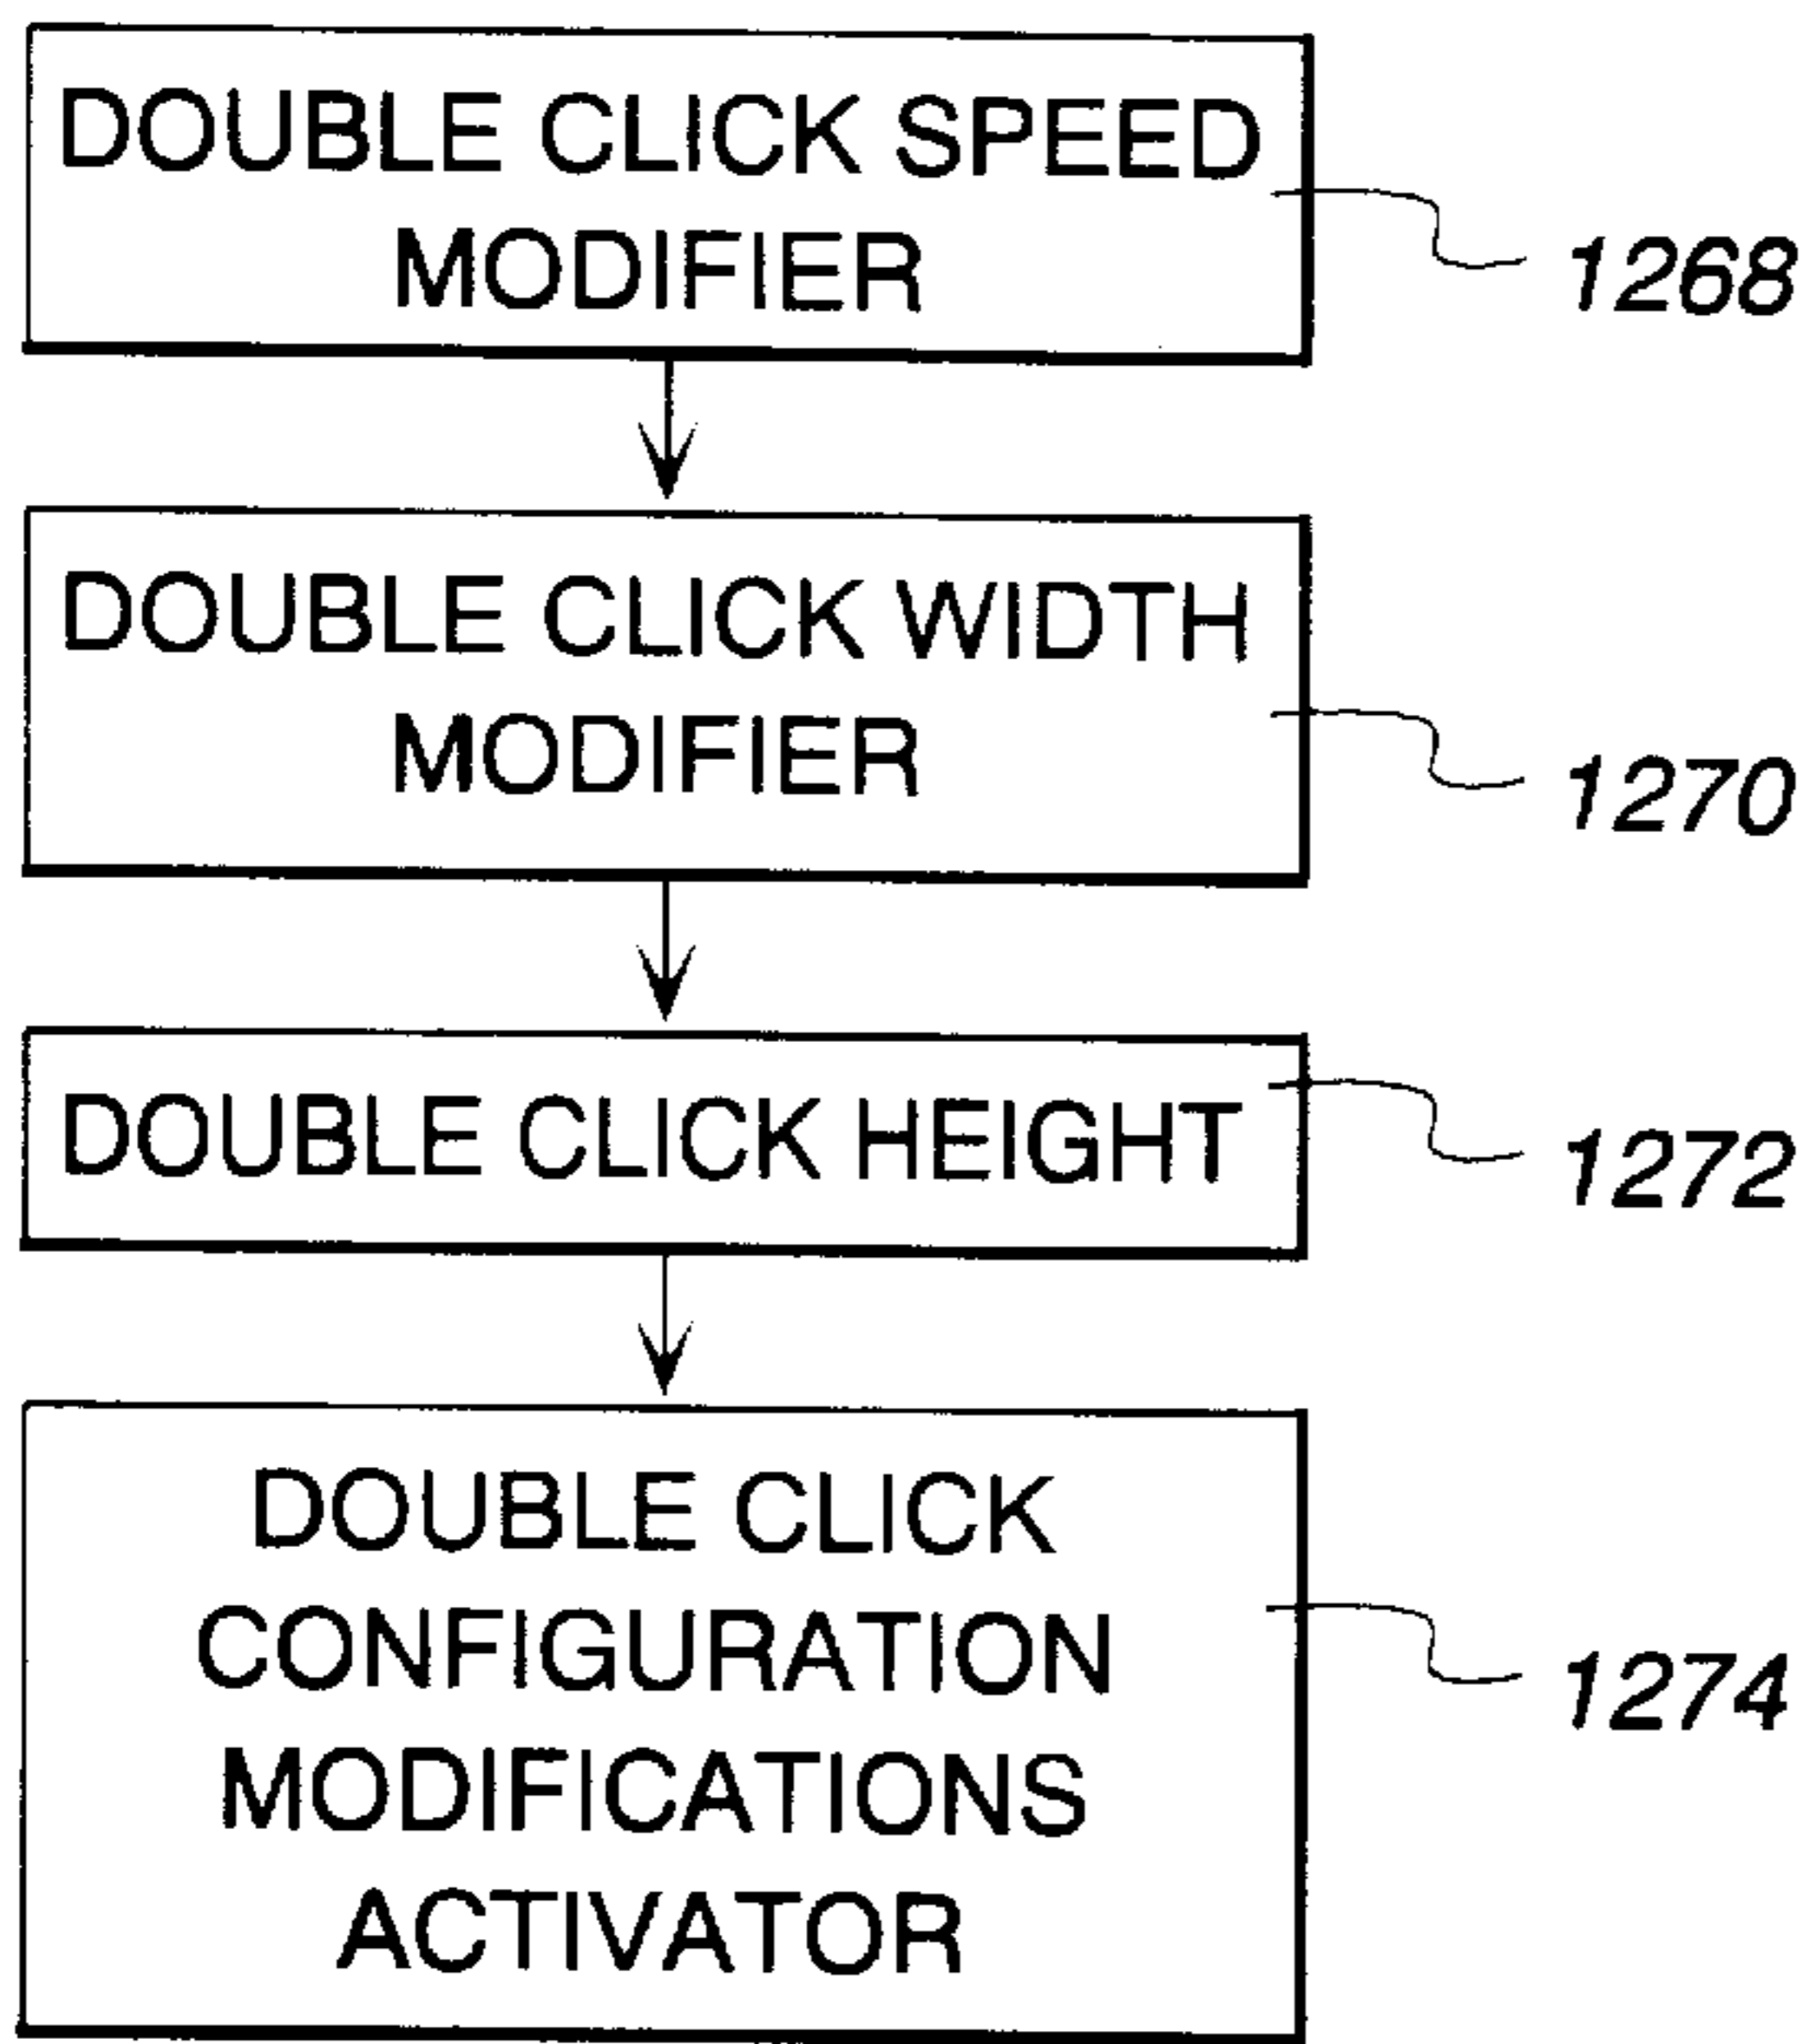 DOUBLE CLICK SPEED
MODIFIER
1268
DOUBLE CLICK WIDTH
MODIFIER
1270
DOUBLE CLICK HEIGHT
1272
DOUBLE CLICK
CONFIGURATION
MODIFICATIONS
ACTIVATOR
1274